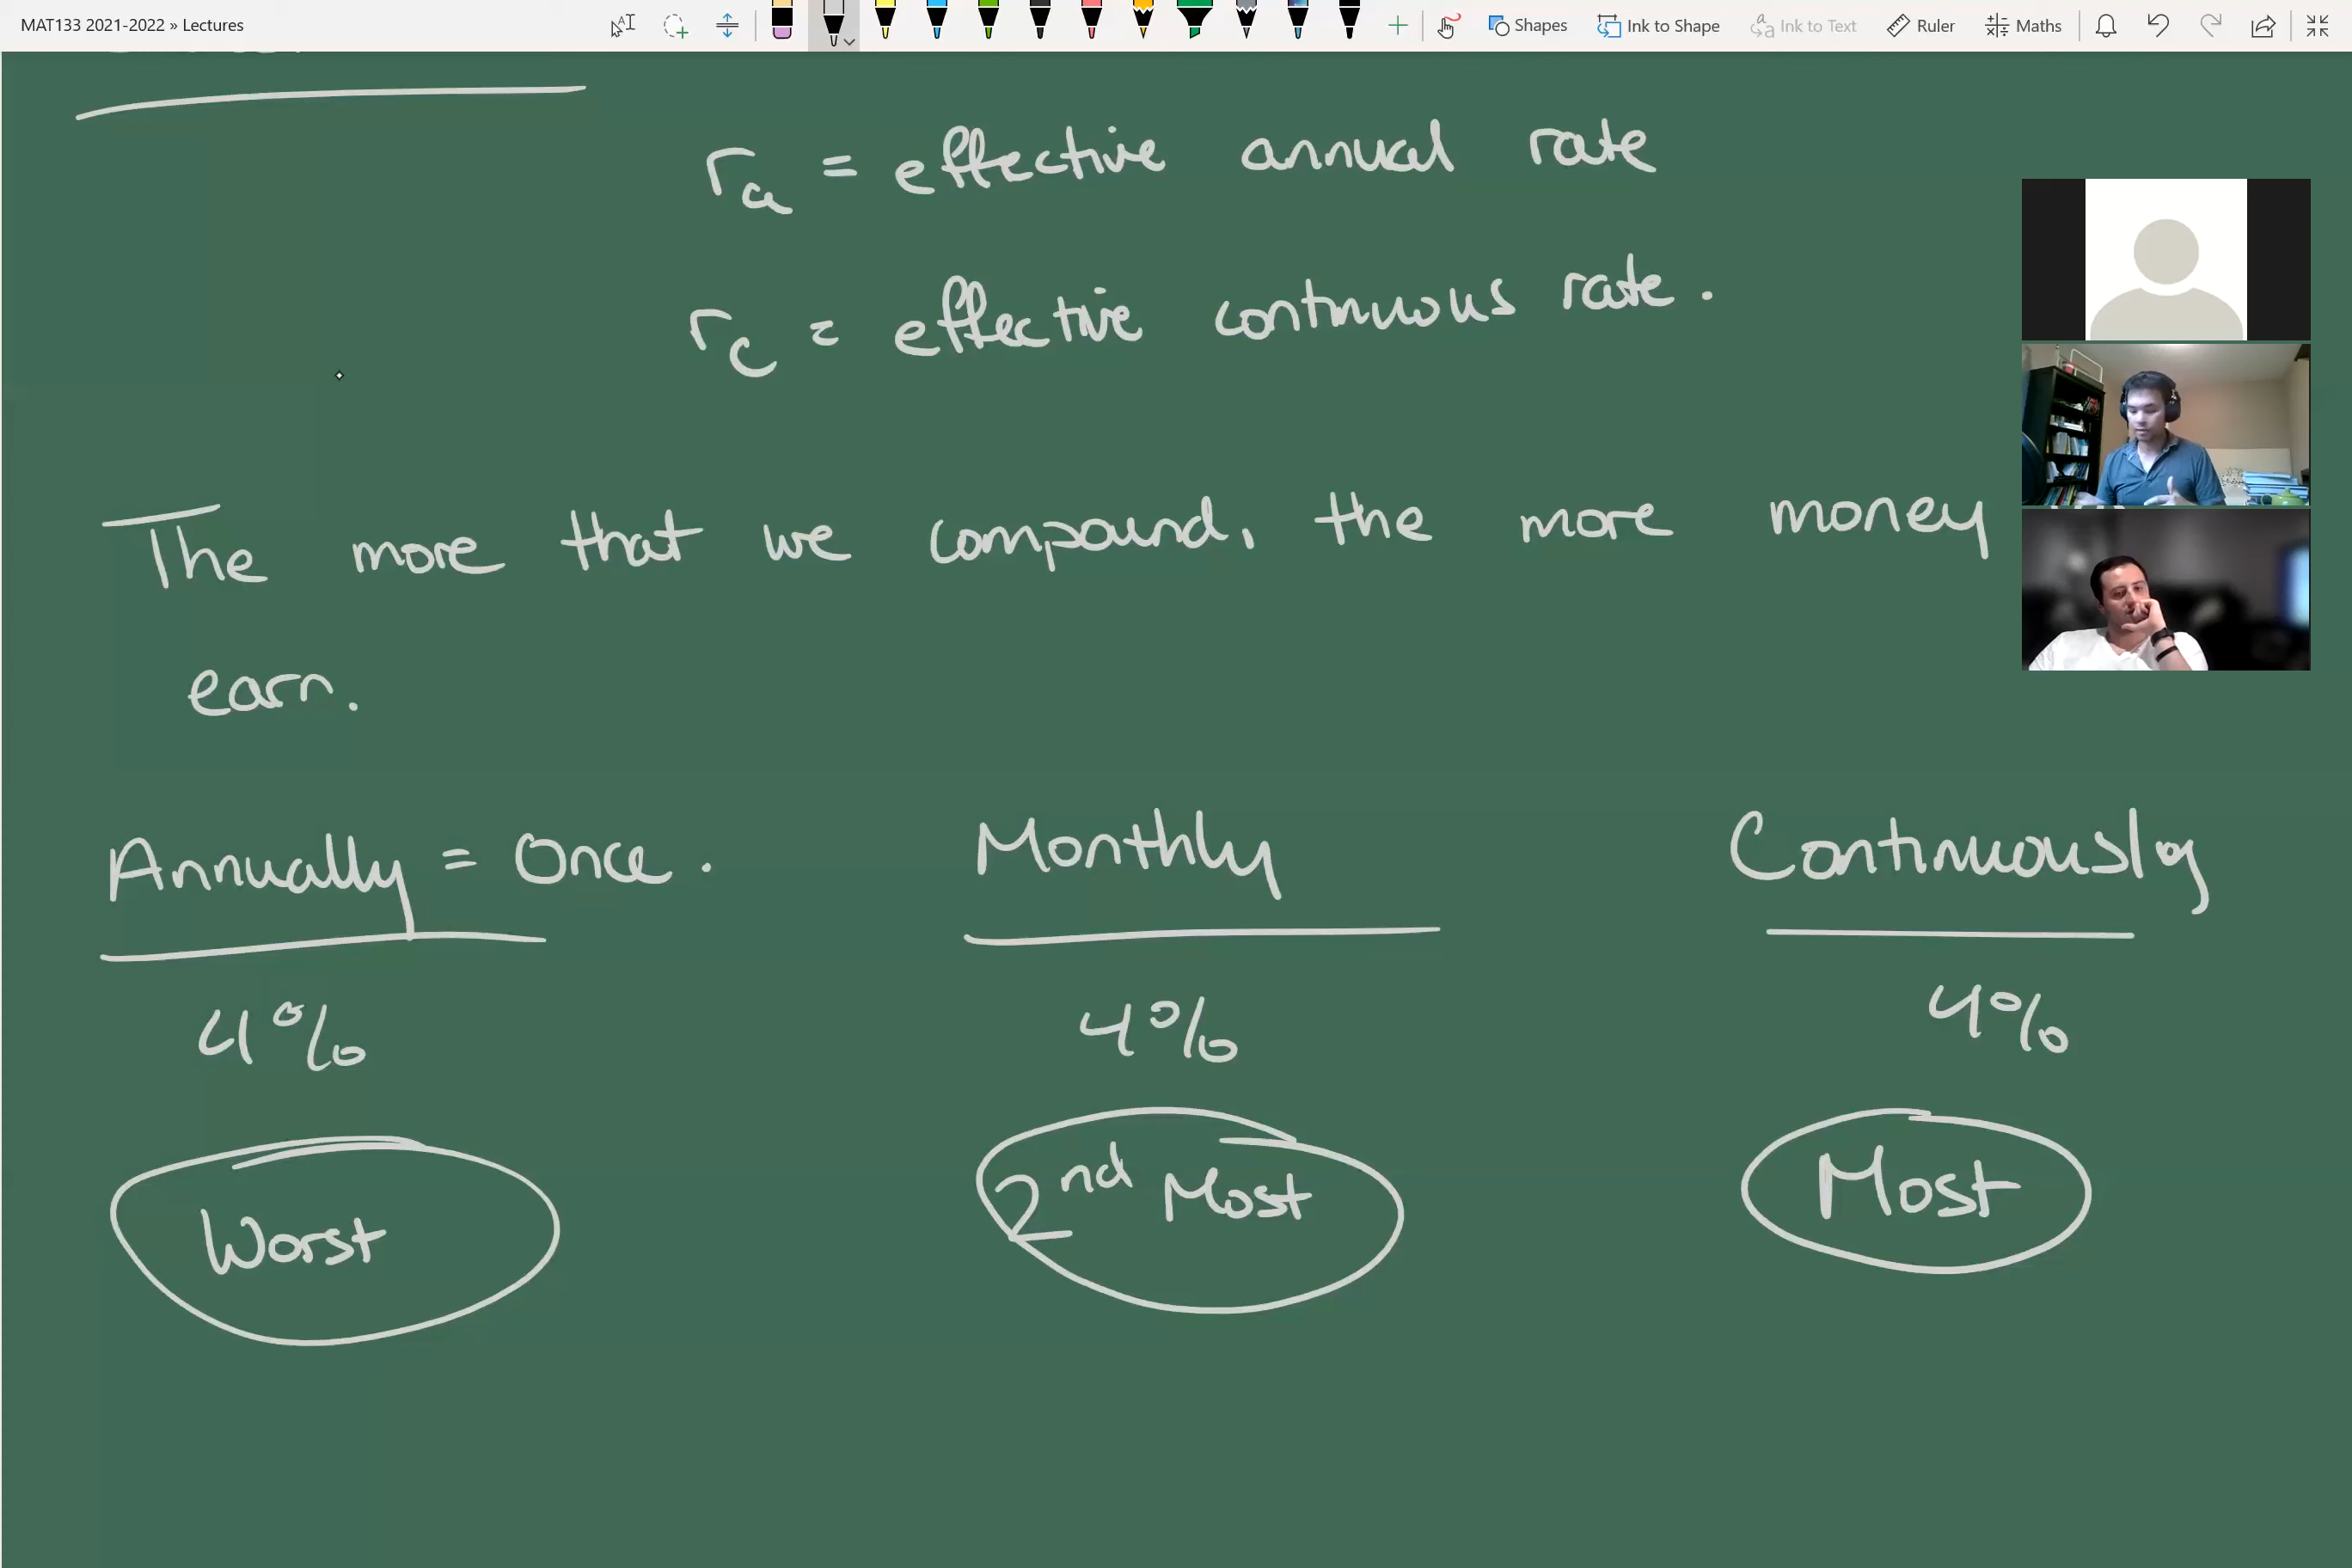 MAT133 2021-2022 » Lectures
Shapes Ink to Shape Ink to Text Ruler Maths
ra = effective annual rate
rc = effective continuous rate.
The more that we compound, the more money
earn.
Annually = Once. Monthly Continuously
4% 4% 4%
Worst 2nd Most Most